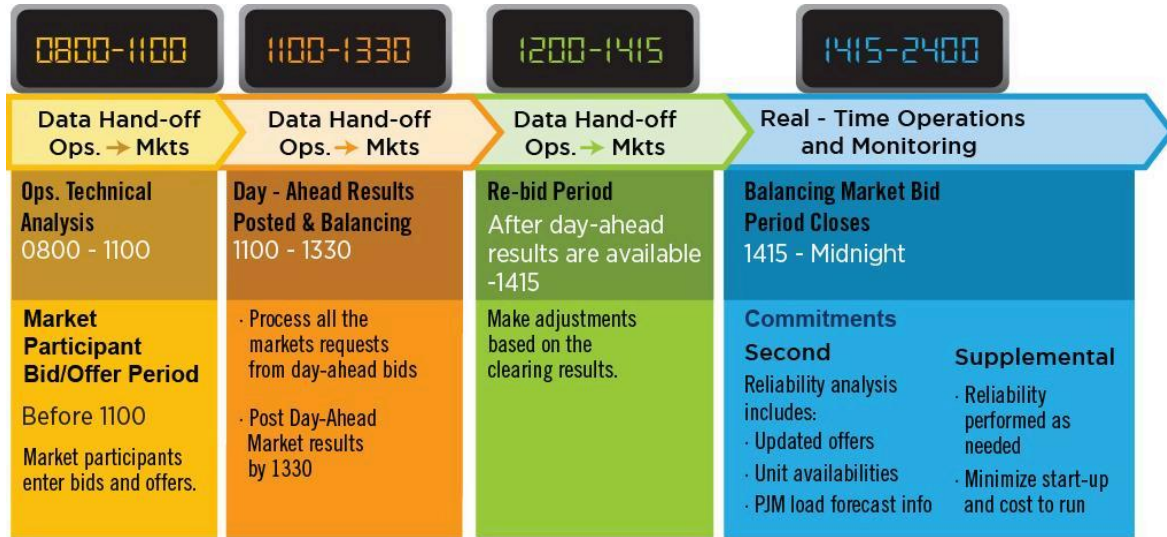 0800-1100
1100-1330
1200-1415
1415-2400
Data Hand-off
Ops. → Mkts
Data Hand-off
Ops. → Mkts
Data Hand-off
Ops. → Mkts
Real - Time Operations
and Monitoring
Ops. Technical
Analysis
0800 - 1100
Market
Participant
Bid/Offer Period
Before 1100
Market participants
enter bids and offers.
Day - Ahead Results
Posted & Balancing
1100 - 1330
· Process all the
markets requests
from day-ahead bids
· Post Day-Ahead
Market results
by 1330
Re-bid Period
After day-ahead
results are available
-1415
Make adjustments
based on the
clearing results.
Balancing Market Bid
Period Closes
1415 - Midnight
Commitments
Second
Reliability analysis
includes:
· Updated offers
· Unit availabilities
· PJM load forecast info
Supplemental
· Reliability
performed as
needed
· Minimize start-up
and cost to run